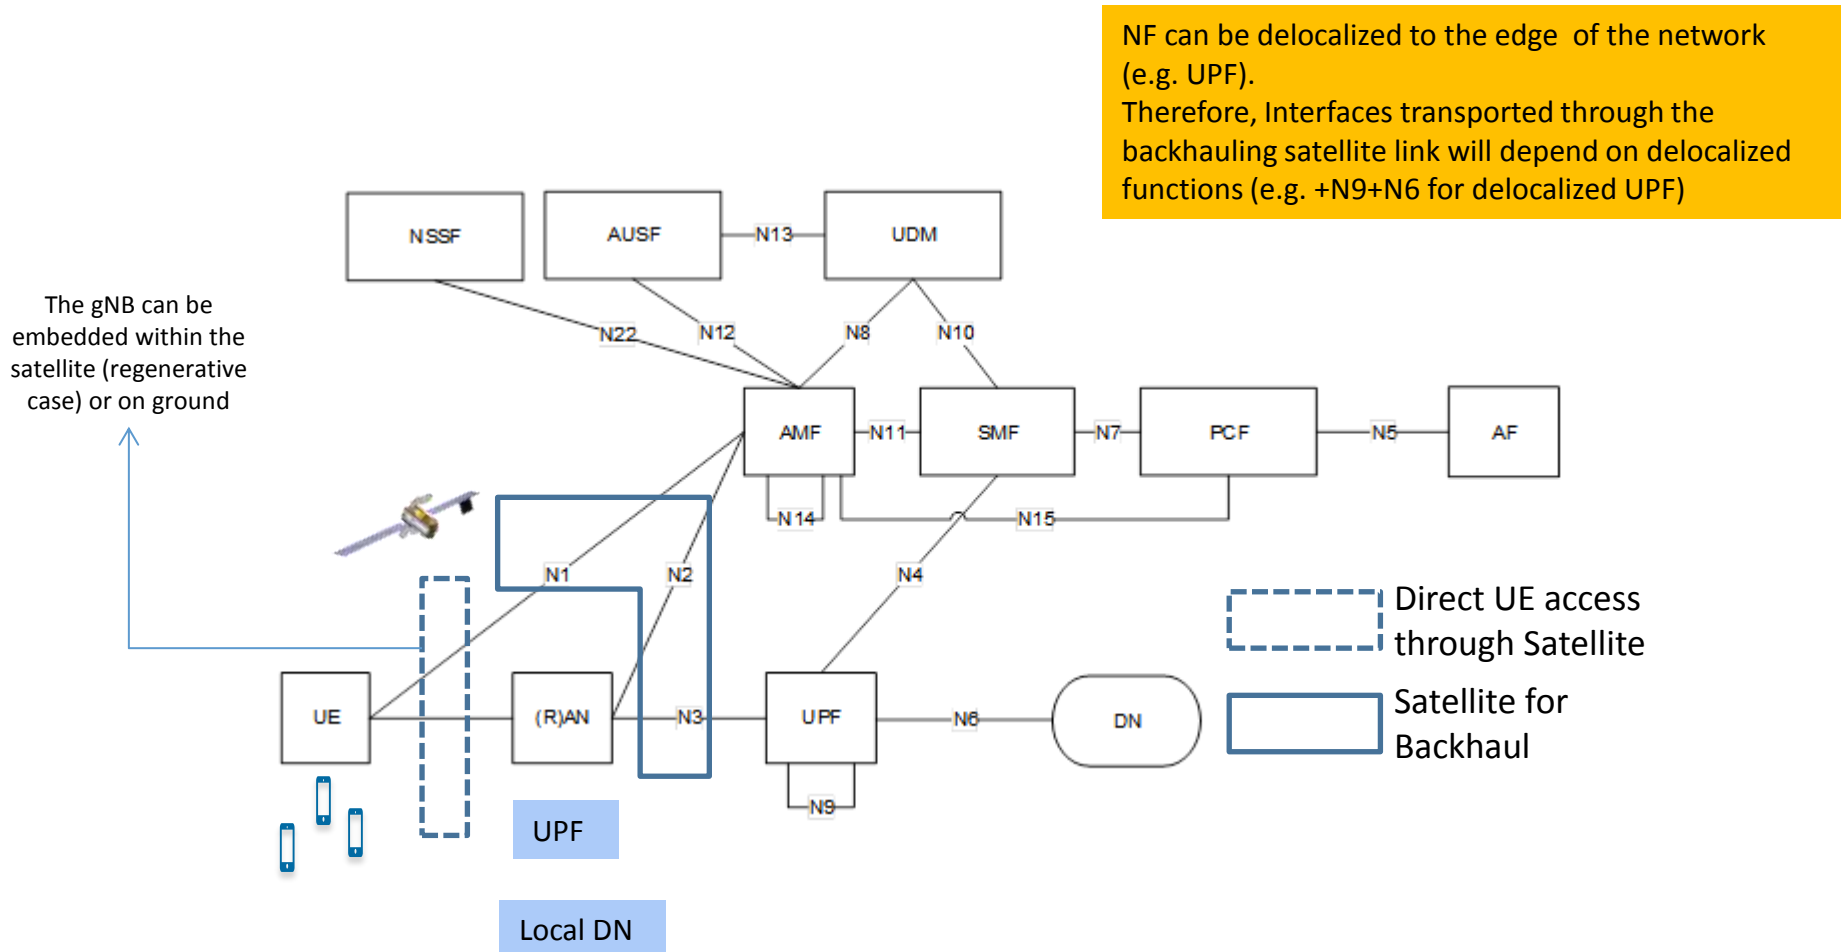 NF can be delocalized to the edge of the network
(e.g. UPF).
Therefore, Interfaces transported through the
backhauling satellite link will depend on delocalized
functions (e.g. +N9+N6 for delocalized UPF)
NSSF
AUSF
N13
UDM
The gNB can be
embedded within the
satellite (regenerative
case) or on ground
N22
N12
N8
N10
AMF
N11
SMF
N7
PCF
N5
AF
N14
N15
N1
N2
N4
Direct UE access
through Satellite
UE
(R)AN
N3
UPF
N6
DN
Satellite for
Backhaul
N9
UPF
Local DN